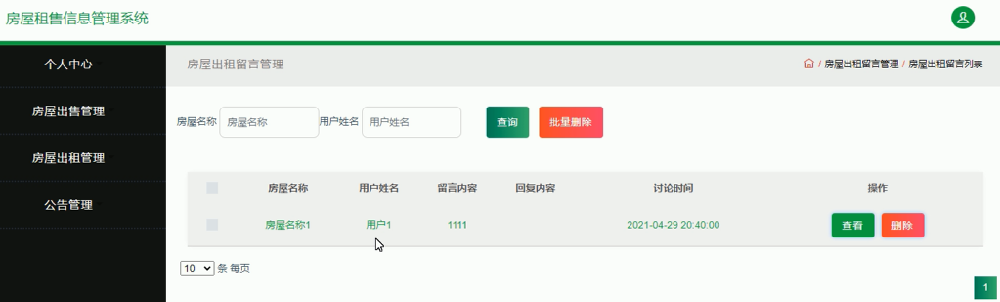 房屋租售信息管理系统
个人中心
房屋出售管理
房屋出租管理
公告管理
房屋出租留言管理
/ 房屋出租留言管理 / 房屋出租留言列表
房屋名称 房屋名称 用户姓名 用户姓名 查询 批量删除
房屋名称 用户姓名 留言内容 回复内容 讨论时间 操作
房屋名称1 用户1 1111 2021-04-29 20:40:00 查看 删除
10 条 每页
1